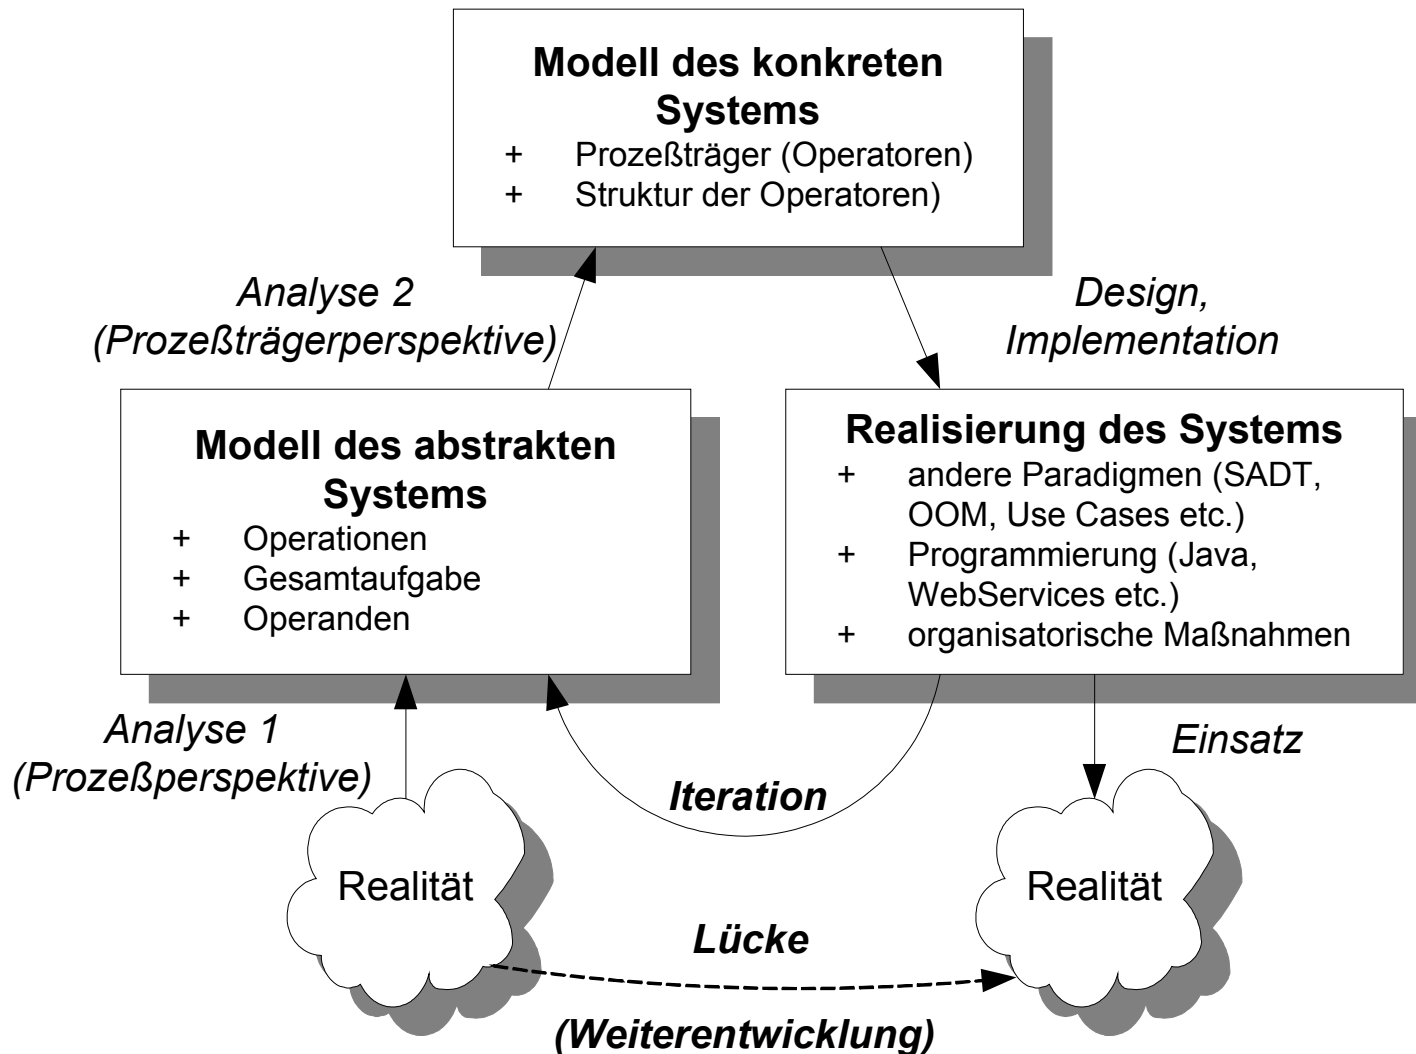 Modell des konkreten
Systems
+ Prozeßträger (Operatoren)
+ Struktur der Operatoren)
Analyse 2
(Prozeßträgerperspektive)
Design,
Implementation
Modell des abstrakten
Systems
+ Operationen
+ Gesamtaufgabe
+ Operanden
Realisierung des Systems
+ andere Paradigmen (SADT,
OOM, Use Cases etc.)
+ Programmierung (Java,
WebServices etc.)
+ organisatorische Maßnahmen
Analyse 1
(Prozeßperspektive)
Iteration
Einsatz
Realität
Realität
Lücke
(Weiterentwicklung)